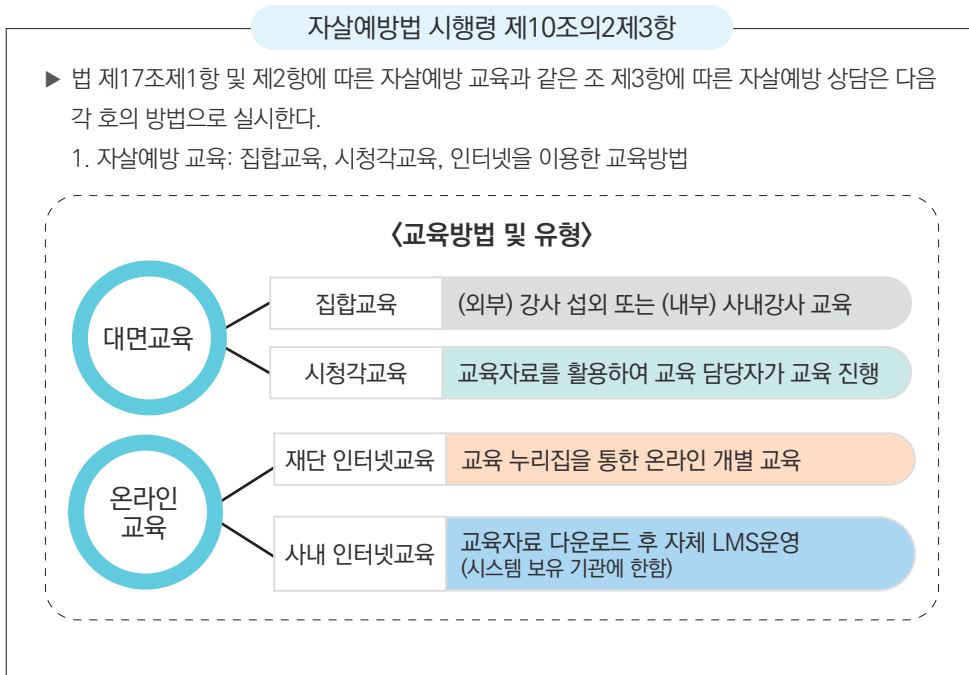 자살예방법 시행령 제10조의2제3항
▶ 법 제17조제1항 및 제2항에 따른 자살예방 교육과 같은 조 제3항에 따른 자살예방 상담은 다음
각 호의 방법으로 실시한다.
1. 자살예방 교육: 집합교육, 시청각교육, 인터넷을 이용한 교육방법
〈교육방법 및 유형〉
대면교육
집합교육
(외부) 강사 섭외 또는 (내부) 사내강사 교육
시청각교육
교육자료를 활용하여 교육 담당자가 교육 진행
온라인
교육
재단 인터넷교육
교육 누리집을 통한 온라인 개별 교육
사내 인터넷교육
교육자료 다운로드 후 자체 LMS운영
(시스템 보유 기관에 한함)